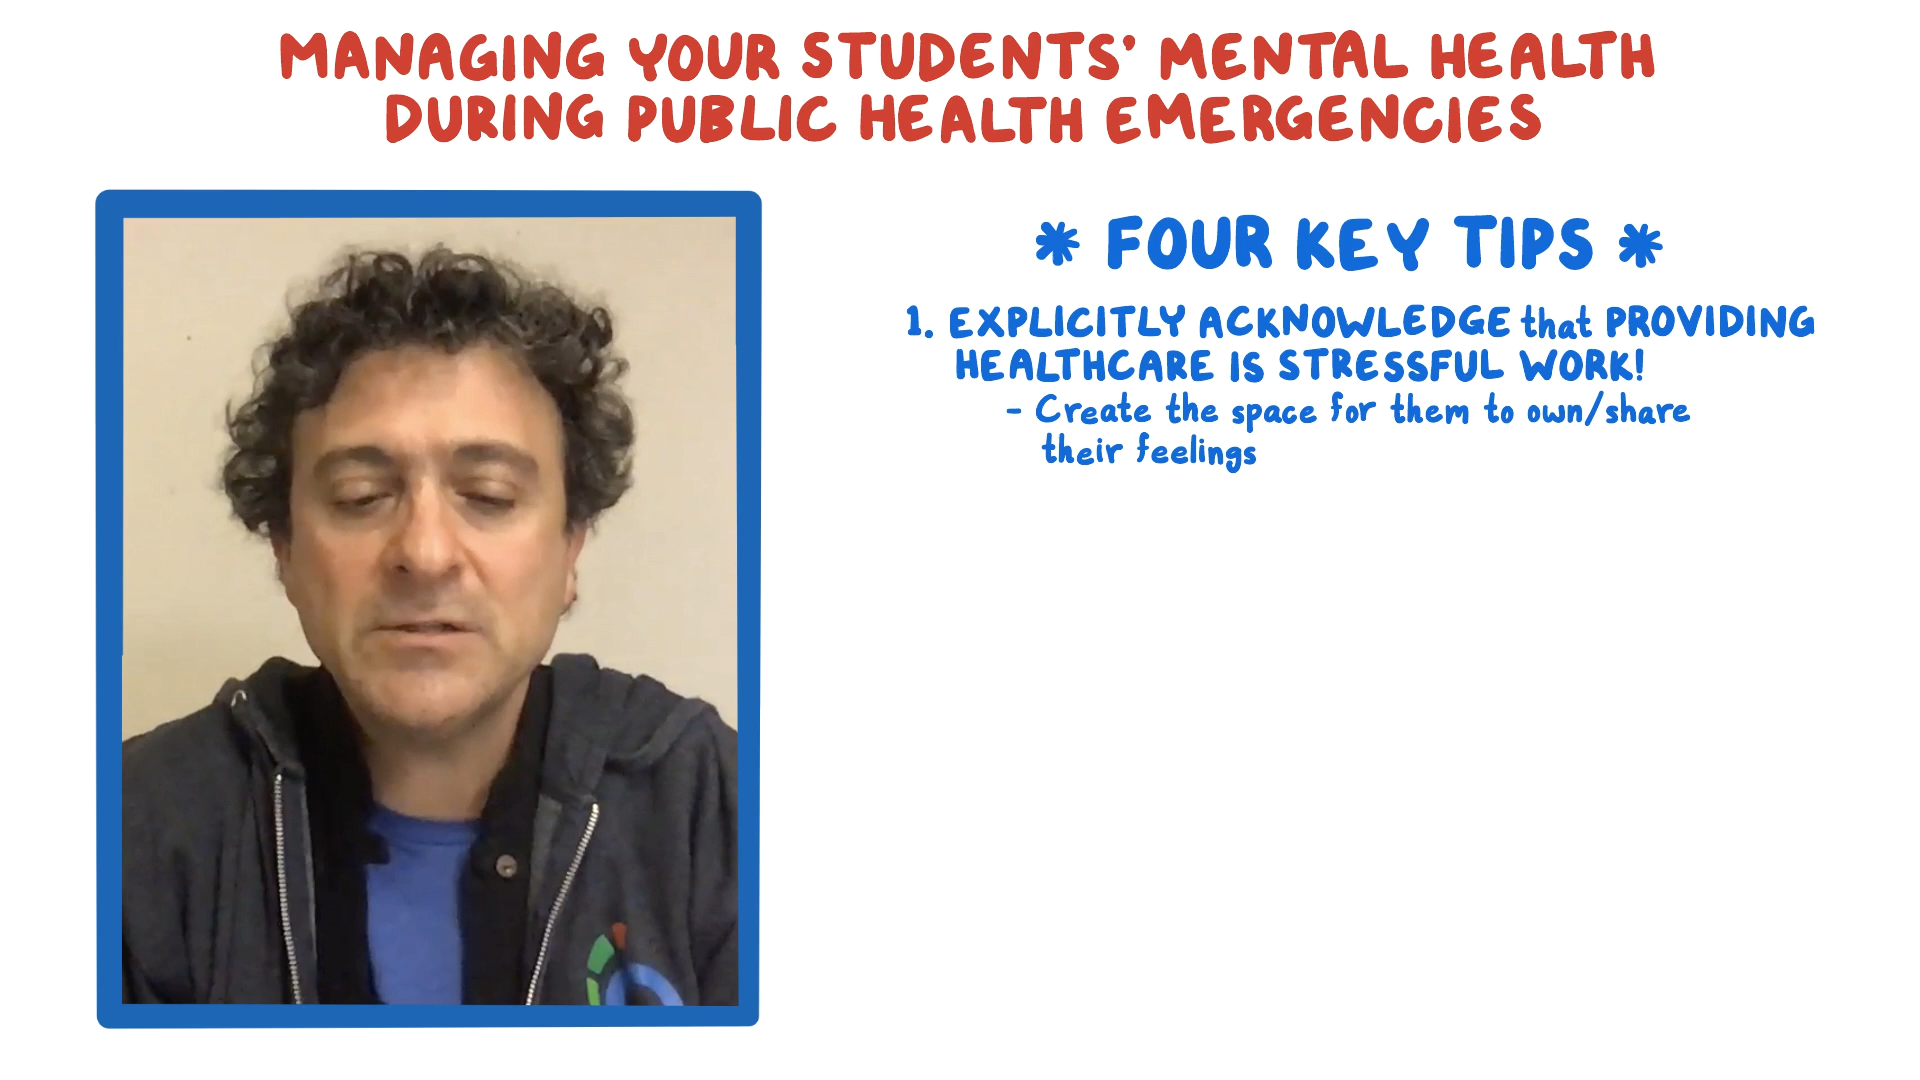 MANAGING YOUR STUDENTS' MENTAL HEALTH
DURING PUBLIC HEALTH EMERGENCIES
* FOUR KEY TIPS *
1. EXPLICITLY ACKNOWLEDGE that PROVIDING
HEALTHCARE IS STRESSFUL WORK!
- Create the space for them to own/share
their feelings